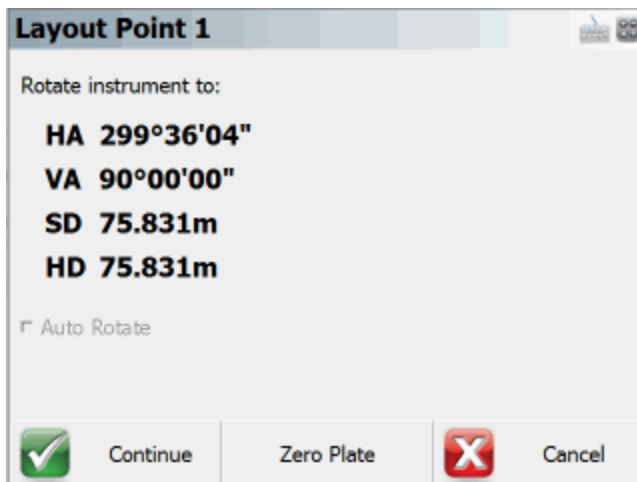 Layout Point 1
Rotate instrument to:
HA 299°36'04"
VA 90°00'00"
SD 75.831m
HD 75.831m
Auto Rotate
Continue Zero Plate Cancel